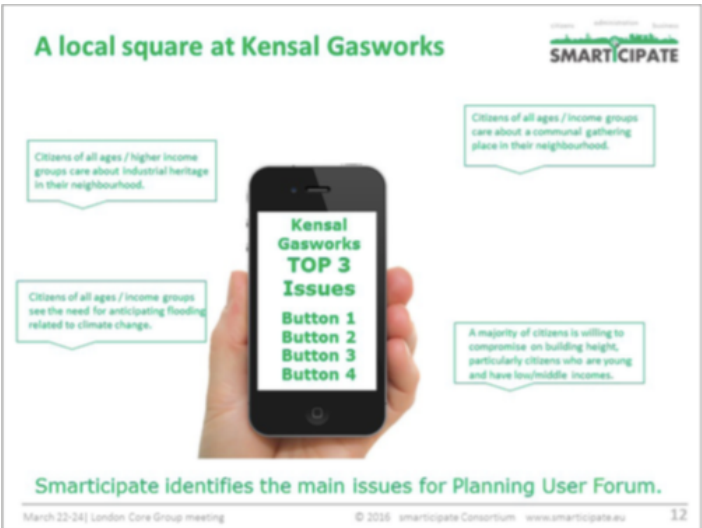 A local square at Kensal Gasworks
citizens administration business
SMARTICIPATE
Citizens of all ages / income groups
care about a communal gathering
place in their neighbourhood.
Citizens of all ages / higher income
groups care about industrial heritage
in their neighbourhood.
Kensal
Gasworks
TOP 3
Issues
Button 1
Button 2
Button 3
Button 4
Citizens of all ages / income groups
see the need for anticipating flooding
related to climate change.
A majority of citizens is willing to
compromise on building height,
particularly citizens who are young
and have low/middle incomes.
Smarticipate identifies the main issues for Planning User Forum.
March 22-24| London Core Group meeting
© 2016 smarticipate Consortium www.smarticipate.eu
12